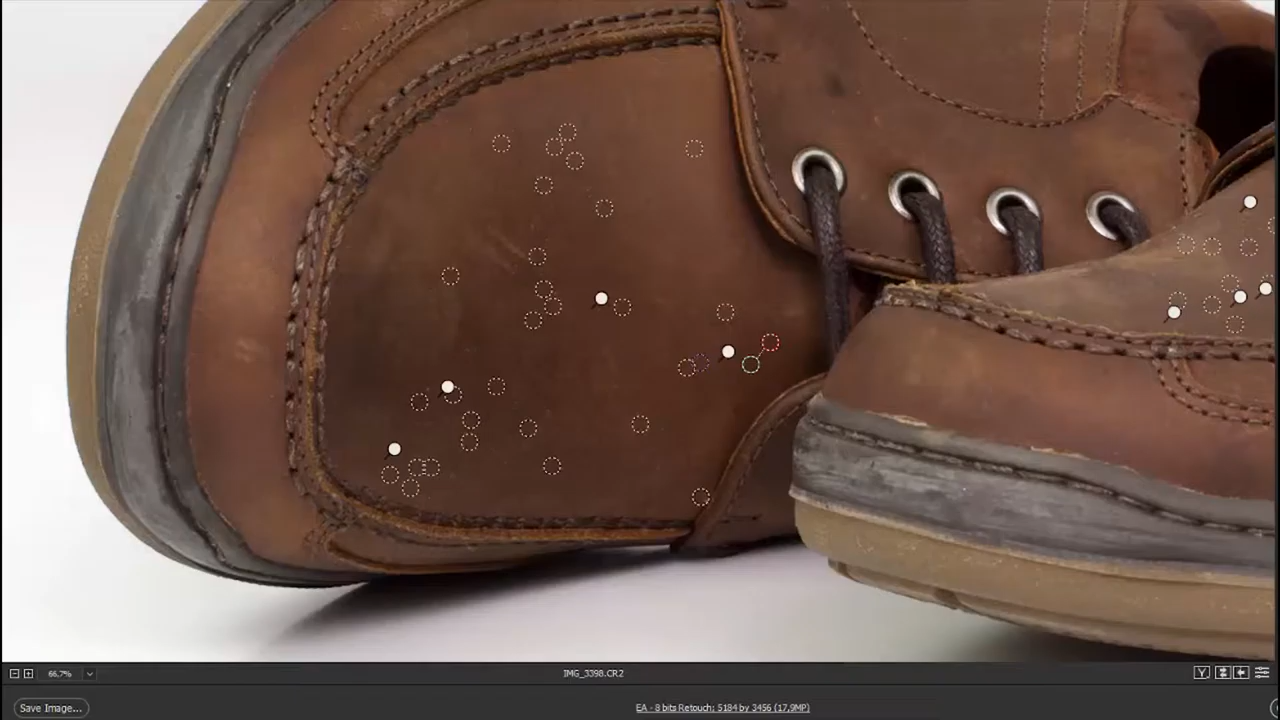 66,7%
IMG_3398.CR2
Y
Save Image...
EA - 8 bits Retouch: 5184 by 3456 (17,9MP)